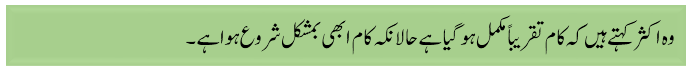 وہ اکثر کہتے ہیں کہ کام تقریباً مکمل ہو گیا ہے حالانکہ کام ابھی بمشکل شروع ہوا ہے۔